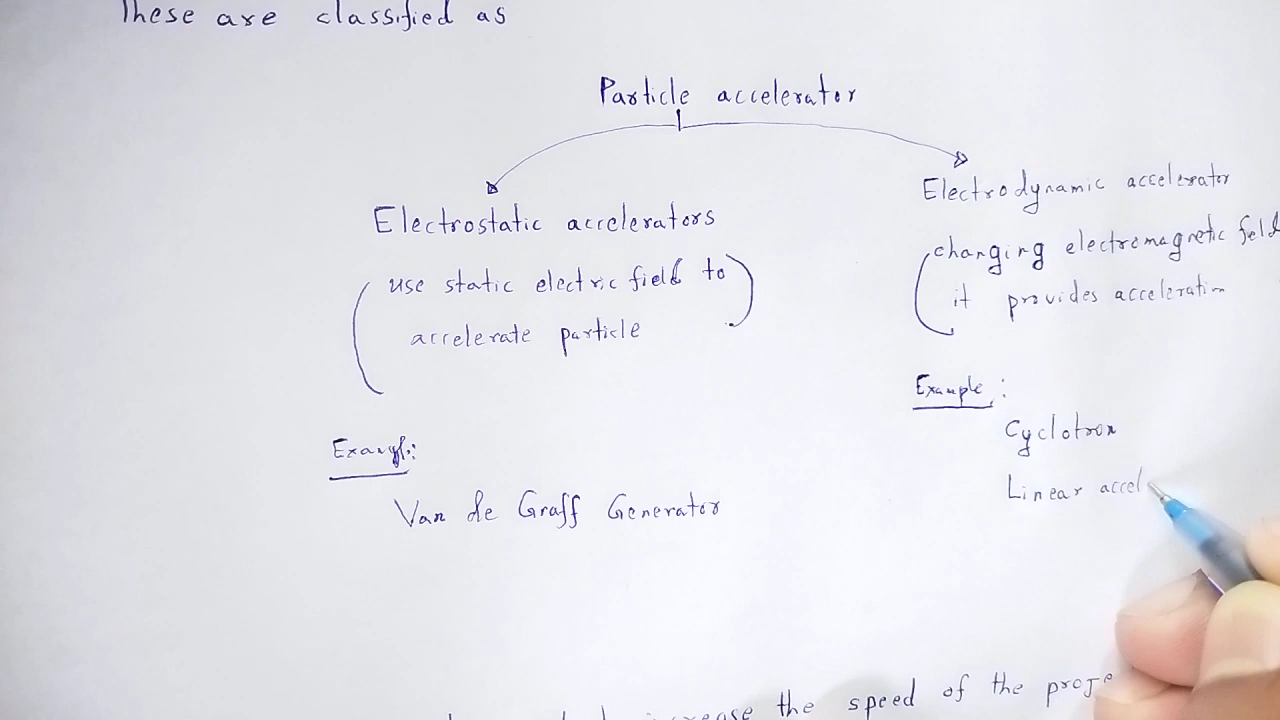 These are classified as
Particle accelerator
Electrostatic accelerators
(use static electric field to
accelerate particle)
Example:
Van de Graff Generator
Electrodynamic accelerator
(changing electromagnetic field
it provides acceleration
Example:
Cyclotron
Linear accel
increase the speed of the proje